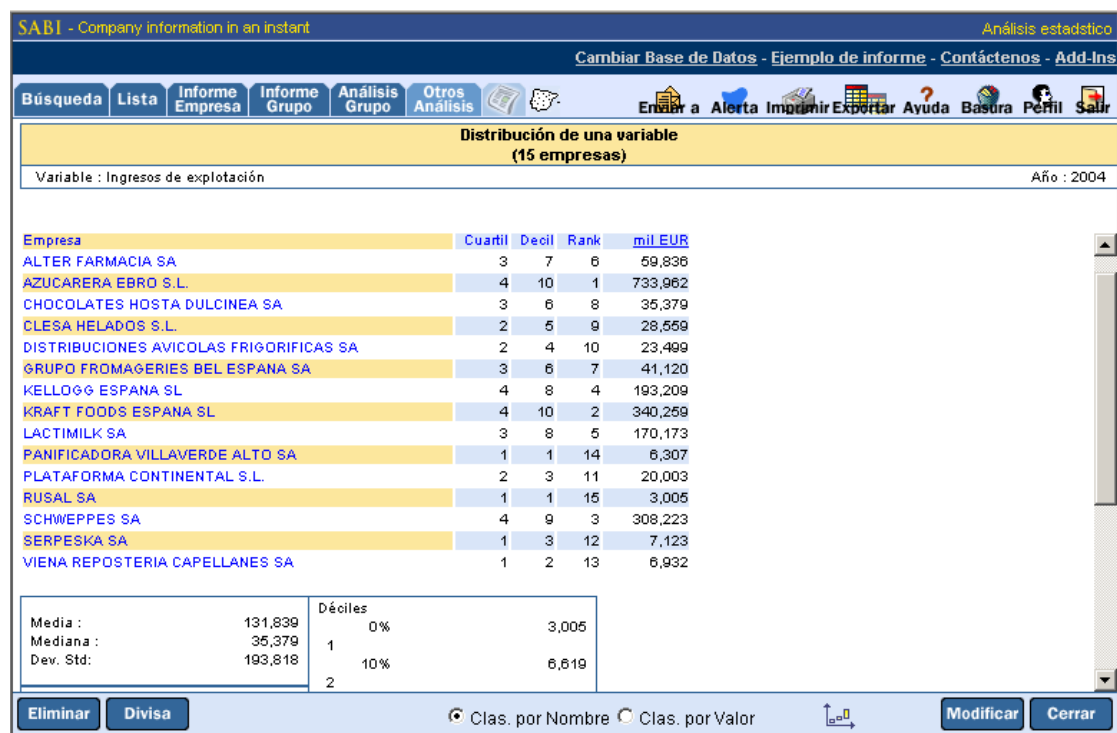 SABI - Company information in an instant Análisis estadstico
Cambiar Base de Datos - Ejemplo de informe - Contáctenos - Add-Ins
Búsqueda Lista Informe Empresa Informe Grupo Análisis Grupo Otros Análisis Enviar a Alerta Imprimir Exportar Ayuda Basura Perfil Salir
Distribución de una variable
(15 empresas)
Variable : Ingresos de explotación Año : 2004
Empresa Cuartil Decil Rank mil EUR
ALTER FARMACIA SA 3 7 6 59,836
AZUCARERA EBRO S.L. 4 10 1 733,962
CHOCOLATES HOSTA DULCINEA SA 3 6 8 35,379
CLESA HELADOS S.L. 2 5 9 28,559
DISTRIBUCIONES AVICOLAS FRIGORIFICAS SA 2 4 10 23,499
GRUPO FROMAGERIES BEL ESPANA SA 3 6 7 41,120
KELLOGG ESPANA SL 4 8 4 193,209
KRAFT FOODS ESPANA SL 4 10 2 340,259
LACTIMILK SA 3 8 5 170,173
PANIFICADORA VILLAVERDE ALTO SA 1 1 14 6,307
PLATAFORMA CONTINENTAL S.L. 2 3 11 20,003
RUSAL SA 1 1 15 3,005
SCHWEPPES SA 4 9 3 308,223
SERPESKA SA 1 3 12 7,123
VIENA REPOSTERIA CAPELLANES SA 1 2 13 6,932
Media : 131,839
Mediana : 35,379
Dev. Std: 193,818
Déciles
0% 3,005
1
10% 6,619
2
Eliminar Divisa Clas. por Nombre Clas. por Valor Modificar Cerrar